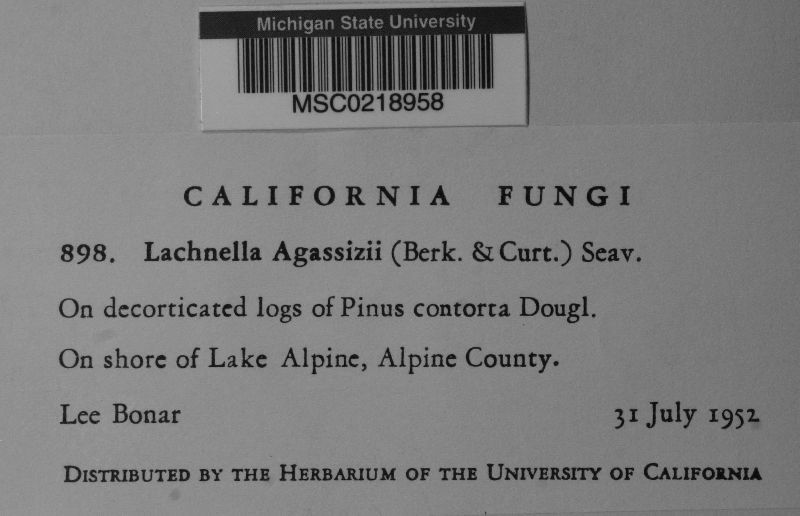 Michigan State University
MSC0218958
CALIFORNIA FUNGI
898. Lachnella Agassizii (Berk. & Curt.) Seav.
On decorticated logs of Pinus contorta Dougl.
On shore of Lake Alpine, Alpine County.
Lee Bonar 31 July 1952
DISTRIBUTED BY THE HERBARIUM OF THE UNIVERSITY OF CALIFORNIA